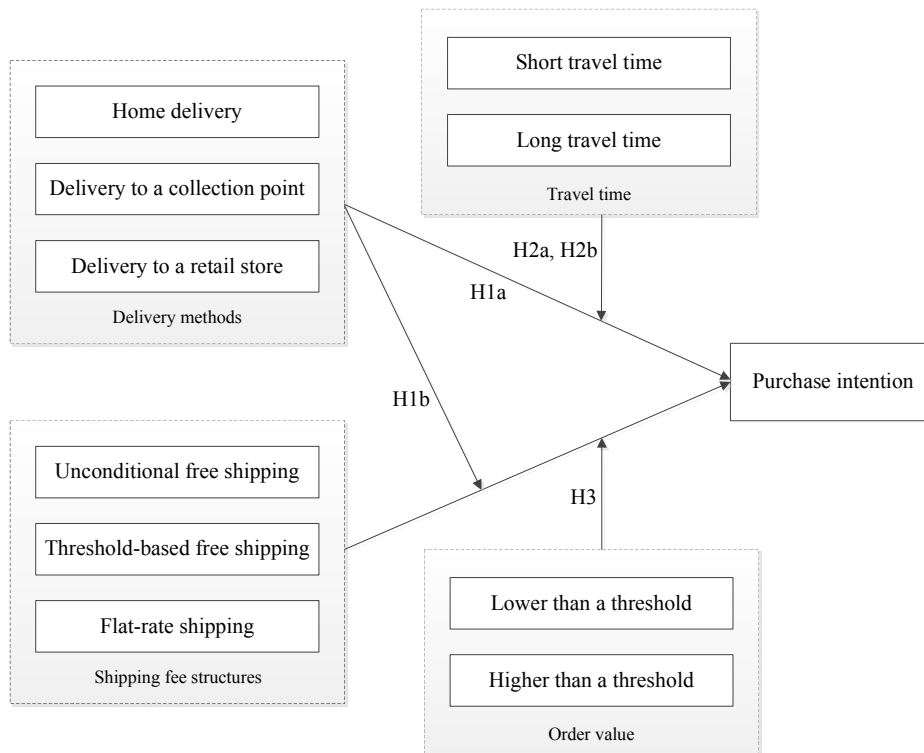 Home delivery
Delivery to a collection point
Delivery to a retail store
Delivery methods
Short travel time
Long travel time
Travel time
H2a, H2b
H1a
H1b
Purchase intention
Unconditional free shipping
Threshold-based free shipping
Flat-rate shipping
Shipping fee structures
H3
Lower than a threshold
Higher than a threshold
Order value